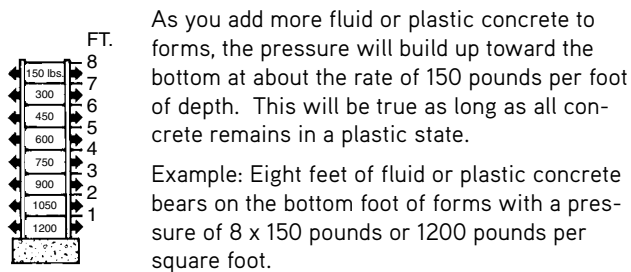 FT.
8
150 lbs.
7
300
6
450
5
600
4
750
3
900
2
1050
1
1200
As you add more fluid or plastic concrete to
forms, the pressure will build up toward the
bottom at about the rate of 150 pounds per foot
of depth.  This will be true as long as all con-
crete remains in a plastic state.
Example: Eight feet of fluid or plastic concrete
bears on the bottom foot of forms with a pres-
sure of 8 x 150 pounds or 1200 pounds per
square foot.